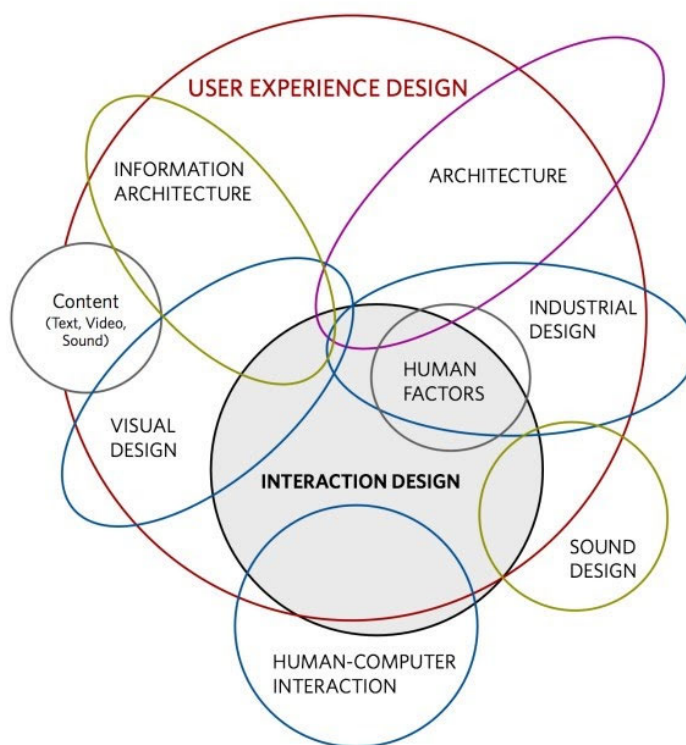 USER EXPERIENCE DESIGN
INFORMATION
ARCHITECTURE
ARCHITECTURE
Content
(Text, Video,
Sound)
INDUSTRIAL
DESIGN
HUMAN
FACTORS
VISUAL
DESIGN
INTERACTION DESIGN
SOUND
DESIGN
HUMAN-COMPUTER
INTERACTION